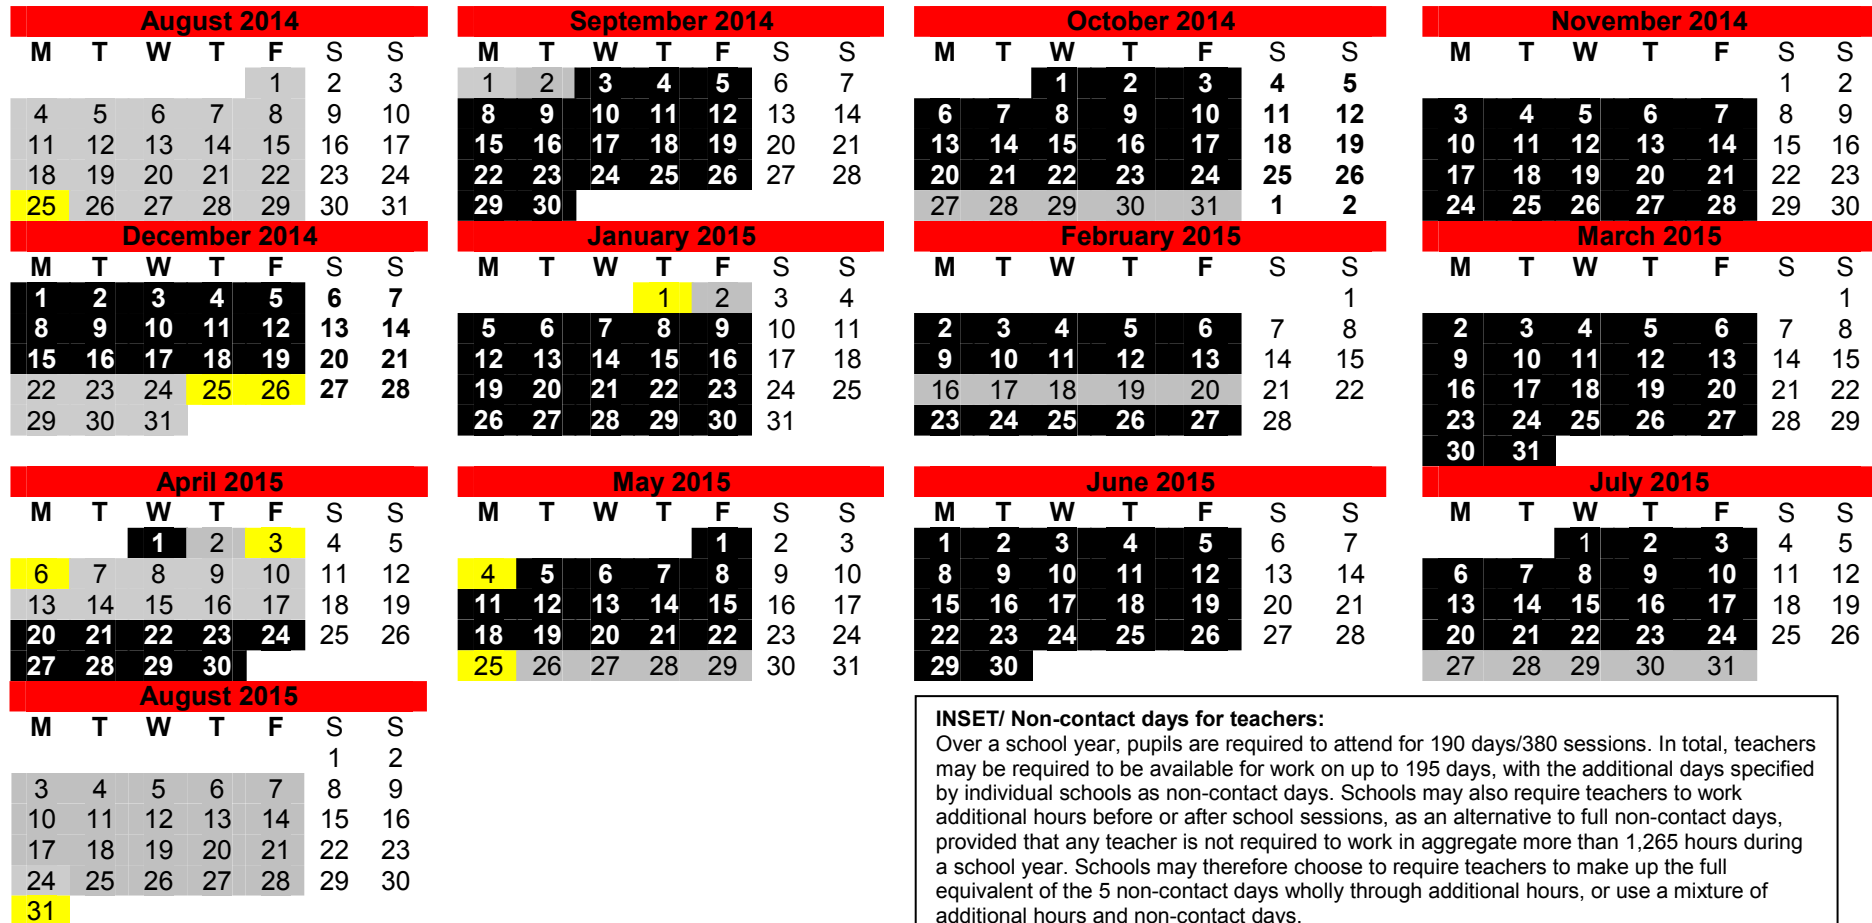 August 2014
M T W T F S S
1 2 3
4 5 6 7 8 9 10
11 12 13 14 15 16 17
18 19 20 21 22 23 24
25 26 27 28 29 30 31
September 2014
M T W T F S S
1 2 3 4 5 6 7
8 9 10 11 12 13 14
15 16 17 18 19 20 21
22 23 24 25 26 27 28
29 30
October 2014
M T W T F S S
1 2 3 4 5
6 7 8 9 10 11 12
13 14 15 16 17 18 19
20 21 22 23 24 25 26
27 28 29 30 31 1 2
November 2014
M T W T F S S
1 2
3 4 5 6 7 8 9
10 11 12 13 14 15 16
17 18 19 20 21 22 23
24 25 26 27 28 29 30
December 2014
M T W T F S S
1 2 3 4 5 6 7
8 9 10 11 12 13 14
15 16 17 18 19 20 21
22 23 24 25 26 27 28
29 30 31
January 2015
M T W T F S S
1 2 3 4
5 6 7 8 9 10 11
12 13 14 15 16 17 18
19 20 21 22 23 24 25
26 27 28 29 30 31
February 2015
M T W T F S S
1
2 3 4 5 6 7 8
9 10 11 12 13 14 15
16 17 18 19 20 21 22
23 24 25 26 27 28
March 2015
M T W T F S S
1
2 3 4 5 6 7 8
9 10 11 12 13 14 15
16 17 18 19 20 21 22
23 24 25 26 27 28 29
30 31
April 2015
M T W T F S S
1 2 3 4 5
6 7 8 9 10 11 12
13 14 15 16 17 18 19
20 21 22 23 24 25 26
27 28 29 30
May 2015
M T W T F S S
1 2 3
4 5 6 7 8 9 10
11 12 13 14 15 16 17
18 19 20 21 22 23 24
25 26 27 28 29 30 31
June 2015
M T W T F S S
1 2 3 4 5 6 7
8 9 10 11 12 13 14
15 16 17 18 19 20 21
22 23 24 25 26 27 28
29 30
July 2015
M T W T F S S
1 2 3 4 5
6 7 8 9 10 11 12
13 14 15 16 17 18 19
20 21 22 23 24 25 26
27 28 29 30 31
August 2015
M T W T F S S
1 2
3 4 5 6 7 8 9
10 11 12 13 14 15 16
17 18 19 20 21 22 23
24 25 26 27 28 29 30
31
INSET/ Non-contact days for teachers:
Over a school year, pupils are required to attend for 190 days/380 sessions. In total, teachers
may be required to be available for work on up to 195 days, with the additional days specified
by individual schools as non-contact days. Schools may also require teachers to work
additional hours before or after school sessions, as an alternative to full non-contact days,
provided that any teacher is not required to work in aggregate more than 1,265 hours during
a school year. Schools may therefore choose to require teachers to make up the full
equivalent of the 5 non-contact days wholly through additional hours, or use a mixture of
additional hours and non-contact days.